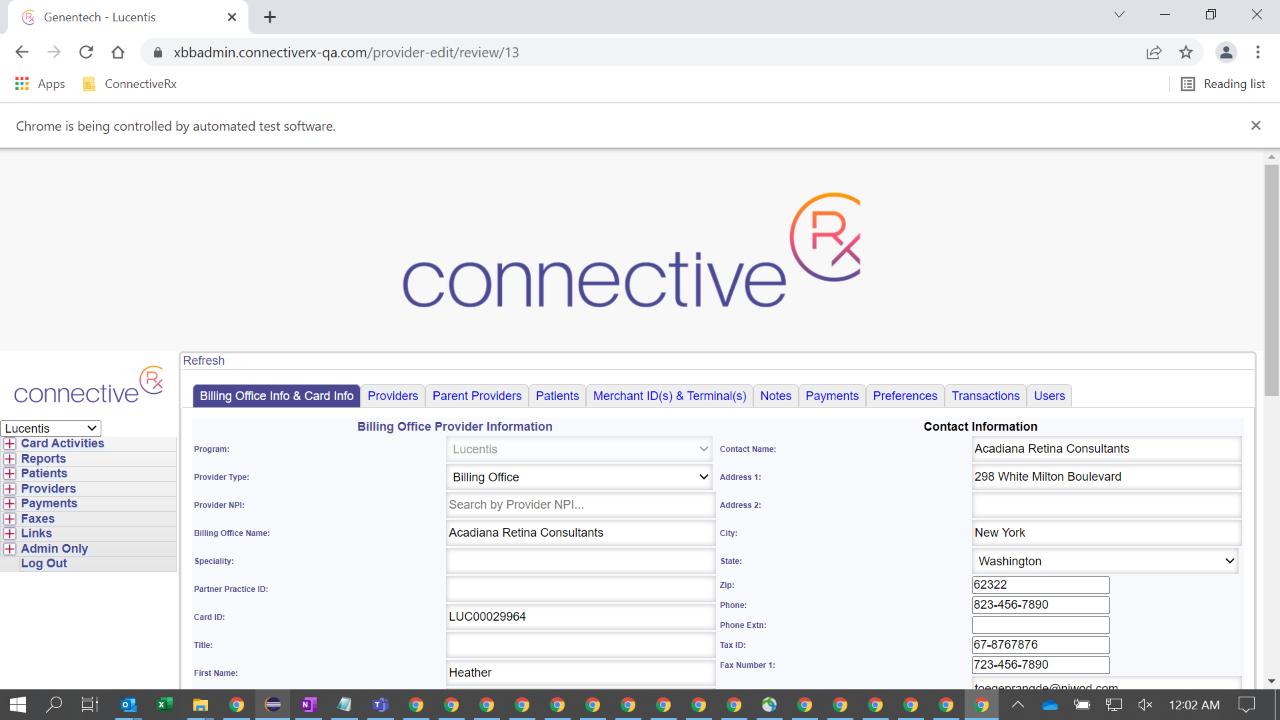 Genentech - Lucentis
xbbadmin.connectiverx-qa.com/provider-edit/review/13
Apps
ConnectiveRx
Reading list
Chrome is being controlled by automated test software.
connective Rx
connective Rx
Lucentis
Card Activities
Reports
Patients
Providers
Payments
Faxes
Links
Admin Only
Log Out
Refresh
Billing Office Info & Card Info Providers Parent Providers Patients Merchant ID(s) & Terminal(s) Notes Payments Preferences Transactions Users
Billing Office Provider Information
Program: Lucentis
Provider Type: Billing Office
Provider NPI: Search by Provider NPI...
Billing Office Name: Acadiana Retina Consultants
Speciality:
Partner Practice ID:
Card ID: LUC00029964
Title:
First Name: Heather
Contact Information
Contact Name: Acadiana Retina Consultants
Address 1: 298 White Milton Boulevard
Address 2:
City: New York
State: Washington
Zip: 62322
Phone: 823-456-7890
Phone Extn:
Tax ID: 67-8767876
Fax Number 1: 723-456-7890
toegeprangde@niwod.com
12:02 AM